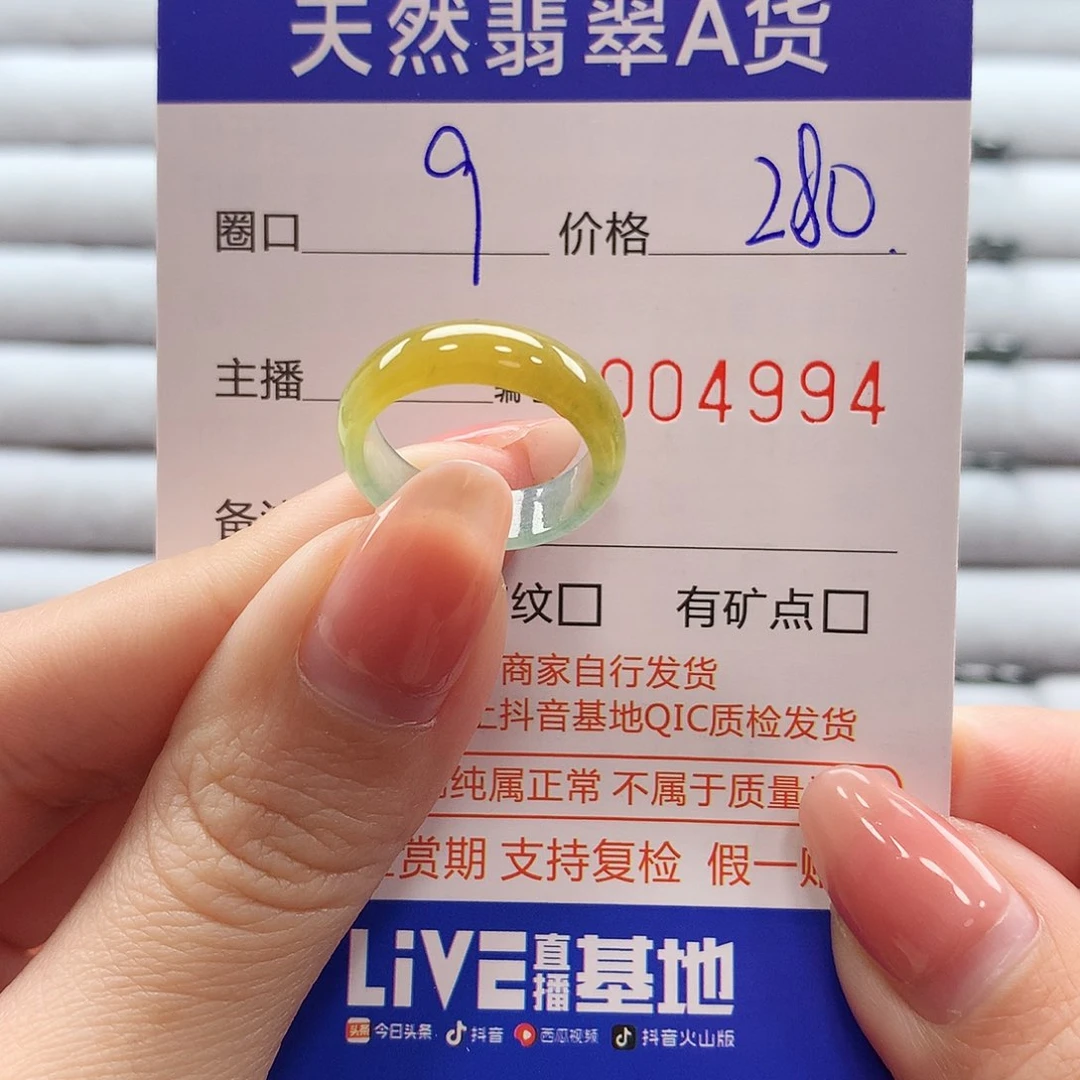 天然翡翠A货
圈口 9 价格 280.
主播 004994
备
纹□ 有矿点□
商家自行发货
抖音基地QIC质检发货
纯属正常 不属于质量
赏期 支持复检 假一
LiVE直播基地
头条 今日头条 抖音 西瓜视频 抖音火山版